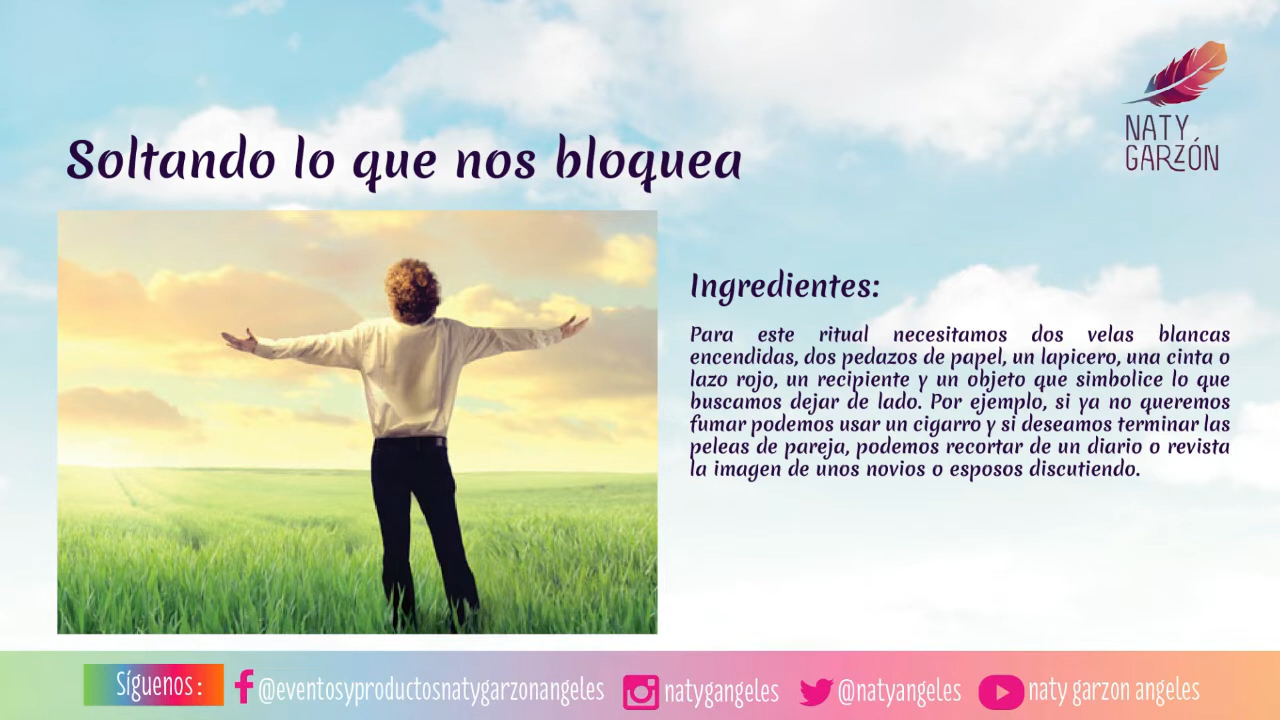 NATY
GARZÓN
Soltando lo que nos bloquea
Ingredientes:
Para este ritual necesitamos dos velas blancas
encendidas, dos pedazos de papel, un lapicero, una cinta o
lazo rojo, un recipiente y un objeto que simbolice lo que
buscamos dejar de lado. Por ejemplo, si ya no queremos
fumar podemos usar un cigarro y si deseamos terminar las
peleas de pareja, podemos recortar de un diario o revista
la imagen de unos novios o esposos discutiendo.
Síguenos: @eventosyproductosnatygarzonangeles natygangeles @natyangeles naty garzon angeles